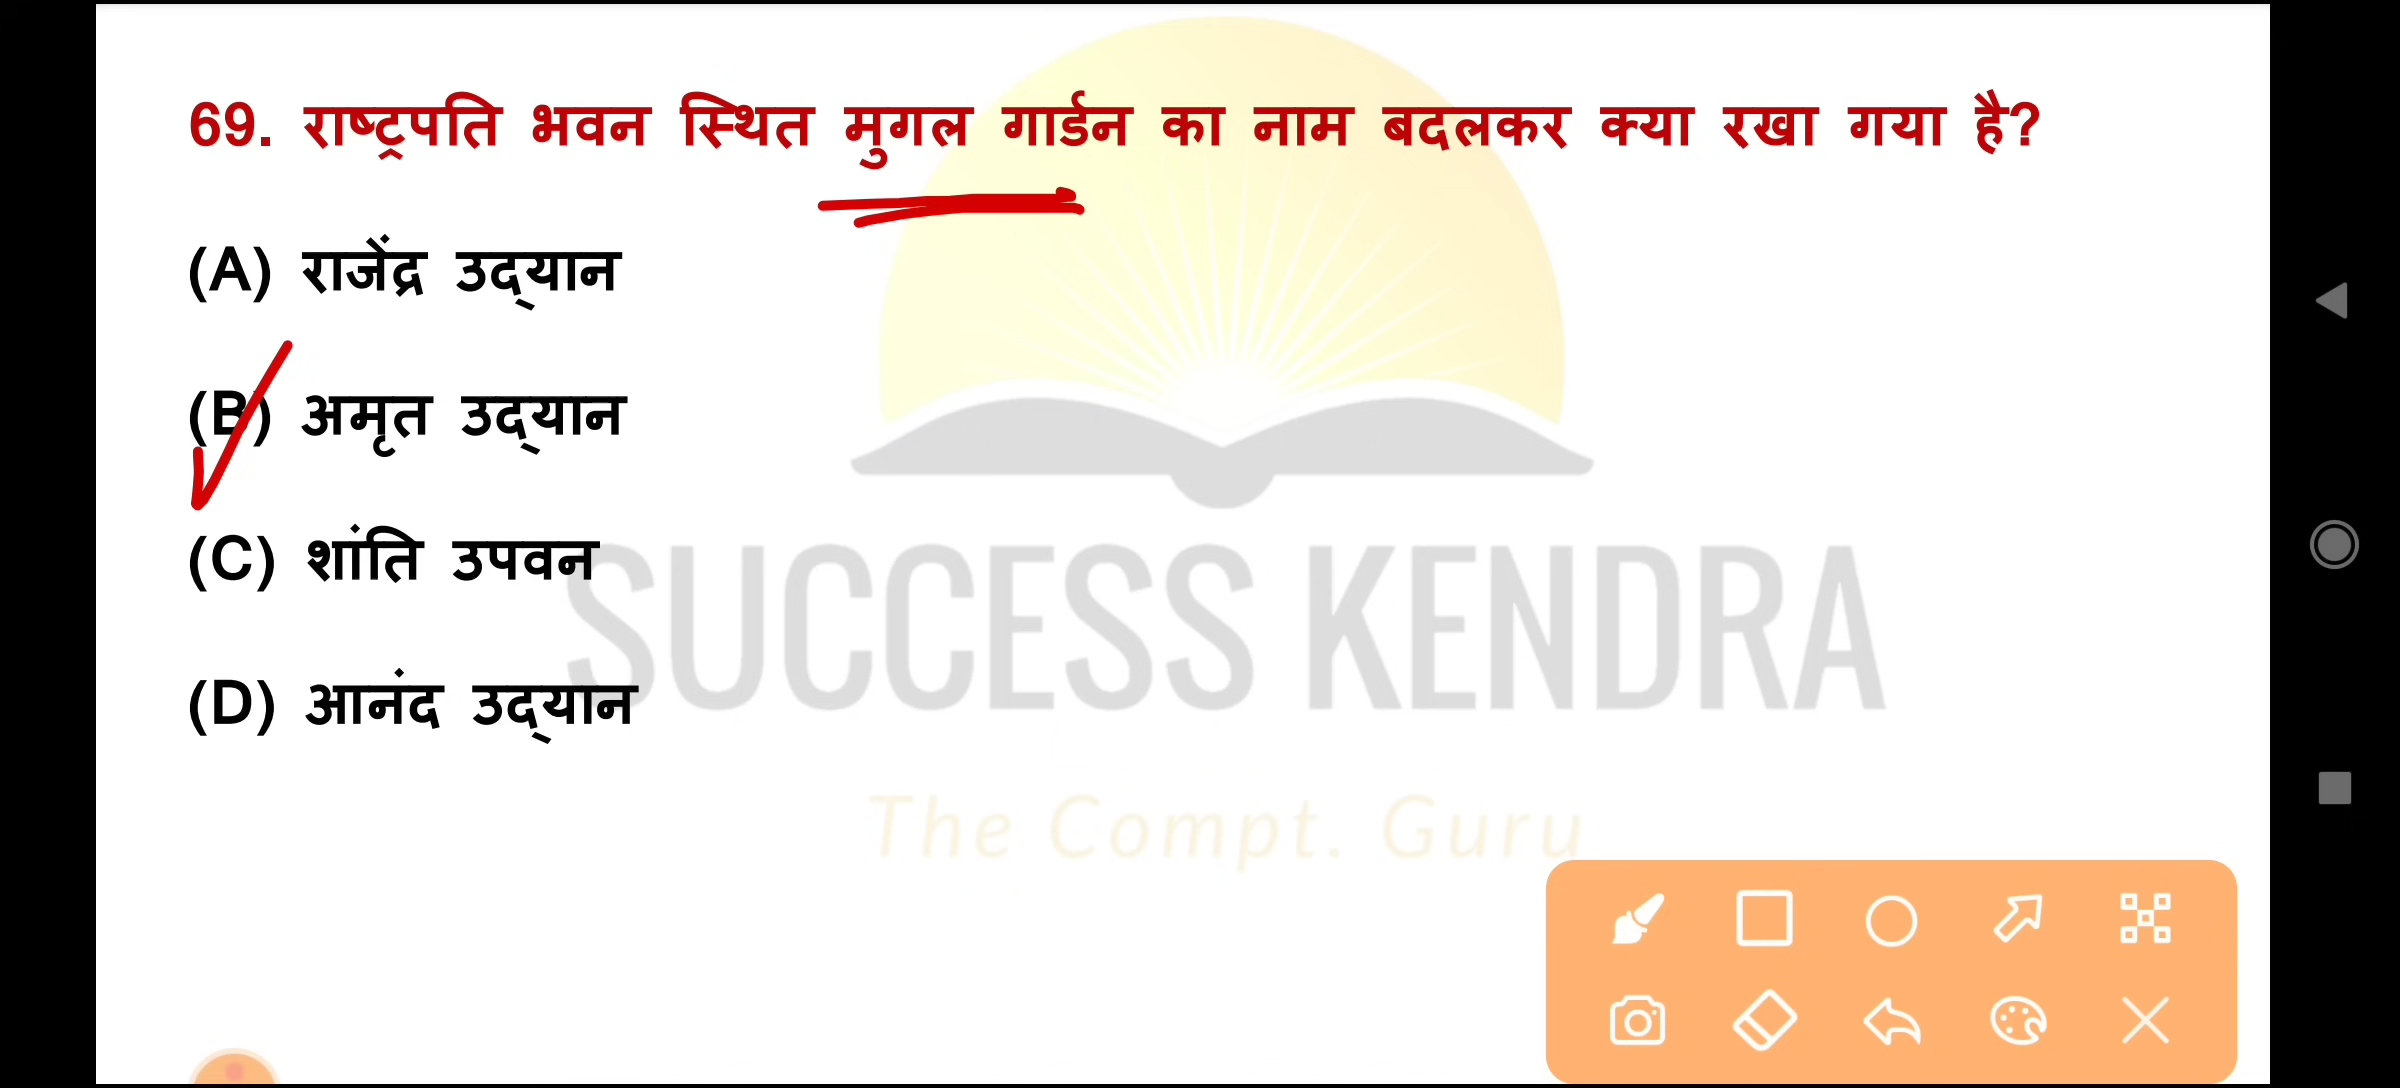 69. राष्ट्रपति भवन स्थित मुगल गार्डन का नाम बदलकर क्या रखा गया है?
(A) राजेंद्र उद्यान
(B) अमृत उद्यान
(C) शांति उपवन
(D) आनंद उद्यान
SUCCESS KENDRA
The Compt. Guru